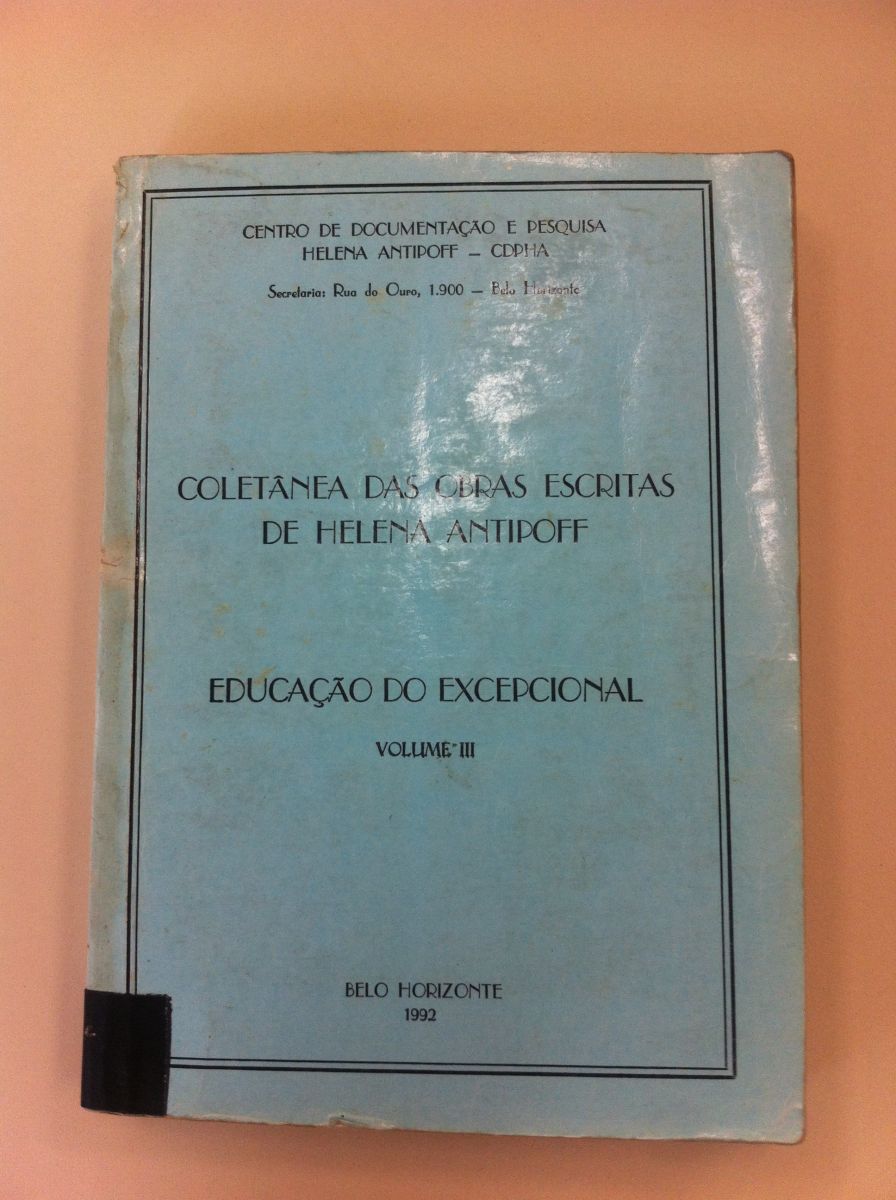 CENTRO DE DOCUMENTAÇÃO E PESQUISA
HELENA ANTIPOFF – CDPHA
Secretaria: Rua do Ouro, 1.900 – Belo Horizonte
COLETÂNEA DAS OBRAS ESCRITAS
DE HELENA ANTIPOFF
EDUCAÇÃO DO EXCEPCIONAL
VOLUME III
BELO HORIZONTE
1992